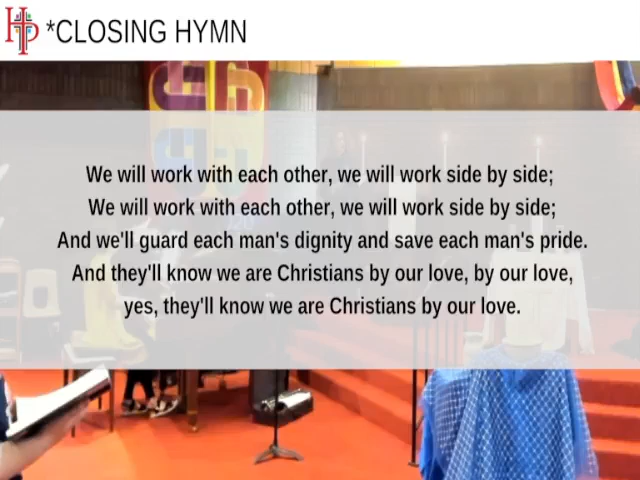 *CLOSING HYMN
We will work with each other, we will work side by side;
We will work with each other, we will work side by side;
And we'll guard each man's dignity and save each man's pride.
And they'll know we are Christians by our love, by our love,
yes, they'll know we are Christians by our love.